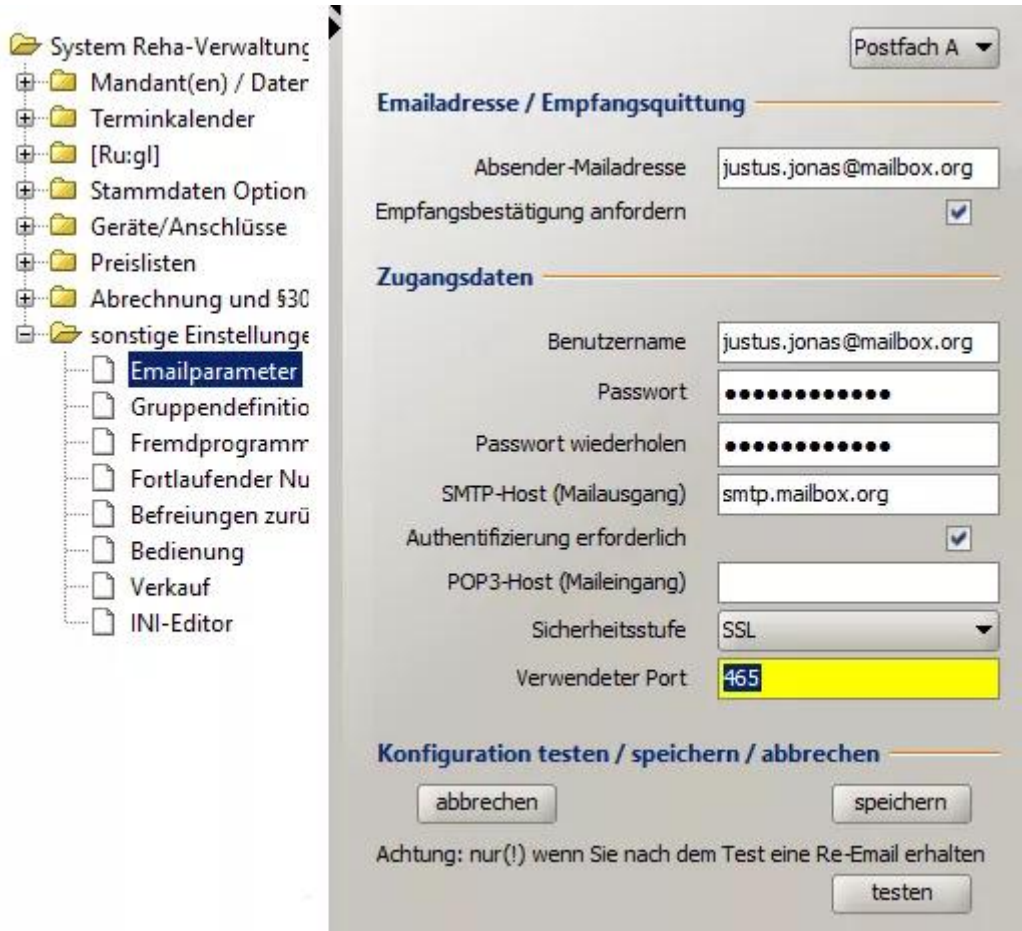 System Reha-Verwaltung
Mandant(en) / Daten
Terminkalender
[Ru:gl]
Stammdaten Option
Geräte/Anschlüsse
Preislisten
Abrechnung und §30
sonstige Einstellunge
Emailparameter
Gruppendefinitio
Fremdprogramm
Fortlaufender Nu
Befreiungen zurü
Bedienung
Verkauf
INI-Editor
Postfach A
Emailadresse / Empfangsquittung
Absender-Mailadresse justus.jonas@mailbox.org
Empfangsbestätigung anfordern
Zugangsdaten
Benutzername justus.jonas@mailbox.org
Passwort ●●●●●●●●●●●●
Passwort wiederholen ●●●●●●●●●●●●
SMTP-Host (Mailausgang) smtp.mailbox.org
Authentifizierung erforderlich
POP3-Host (Maileingang)
Sicherheitsstufe SSL
Verwendeter Port 465
Konfiguration testen / speichern / abbrechen
abbrechen speichern
Achtung: nur(!) wenn Sie nach dem Test eine Re-Email erhalten
testen